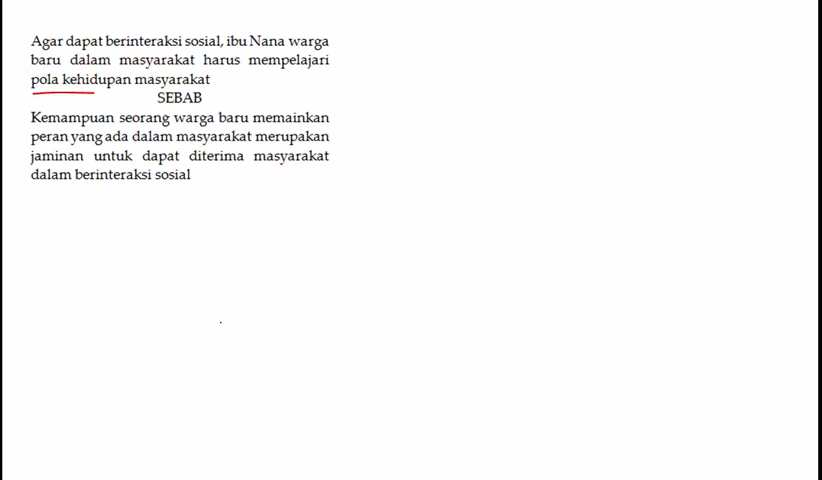 Agar dapat berinteraksi sosial, ibu Nana warga
baru dalam masyarakat harus mempelajari
pola kehidupan masyarakat
SEBAB
Kemampuan seorang warga baru memainkan
peran yang ada dalam masyarakat merupakan
jaminan untuk dapat diterima masyarakat
dalam berinteraksi sosial